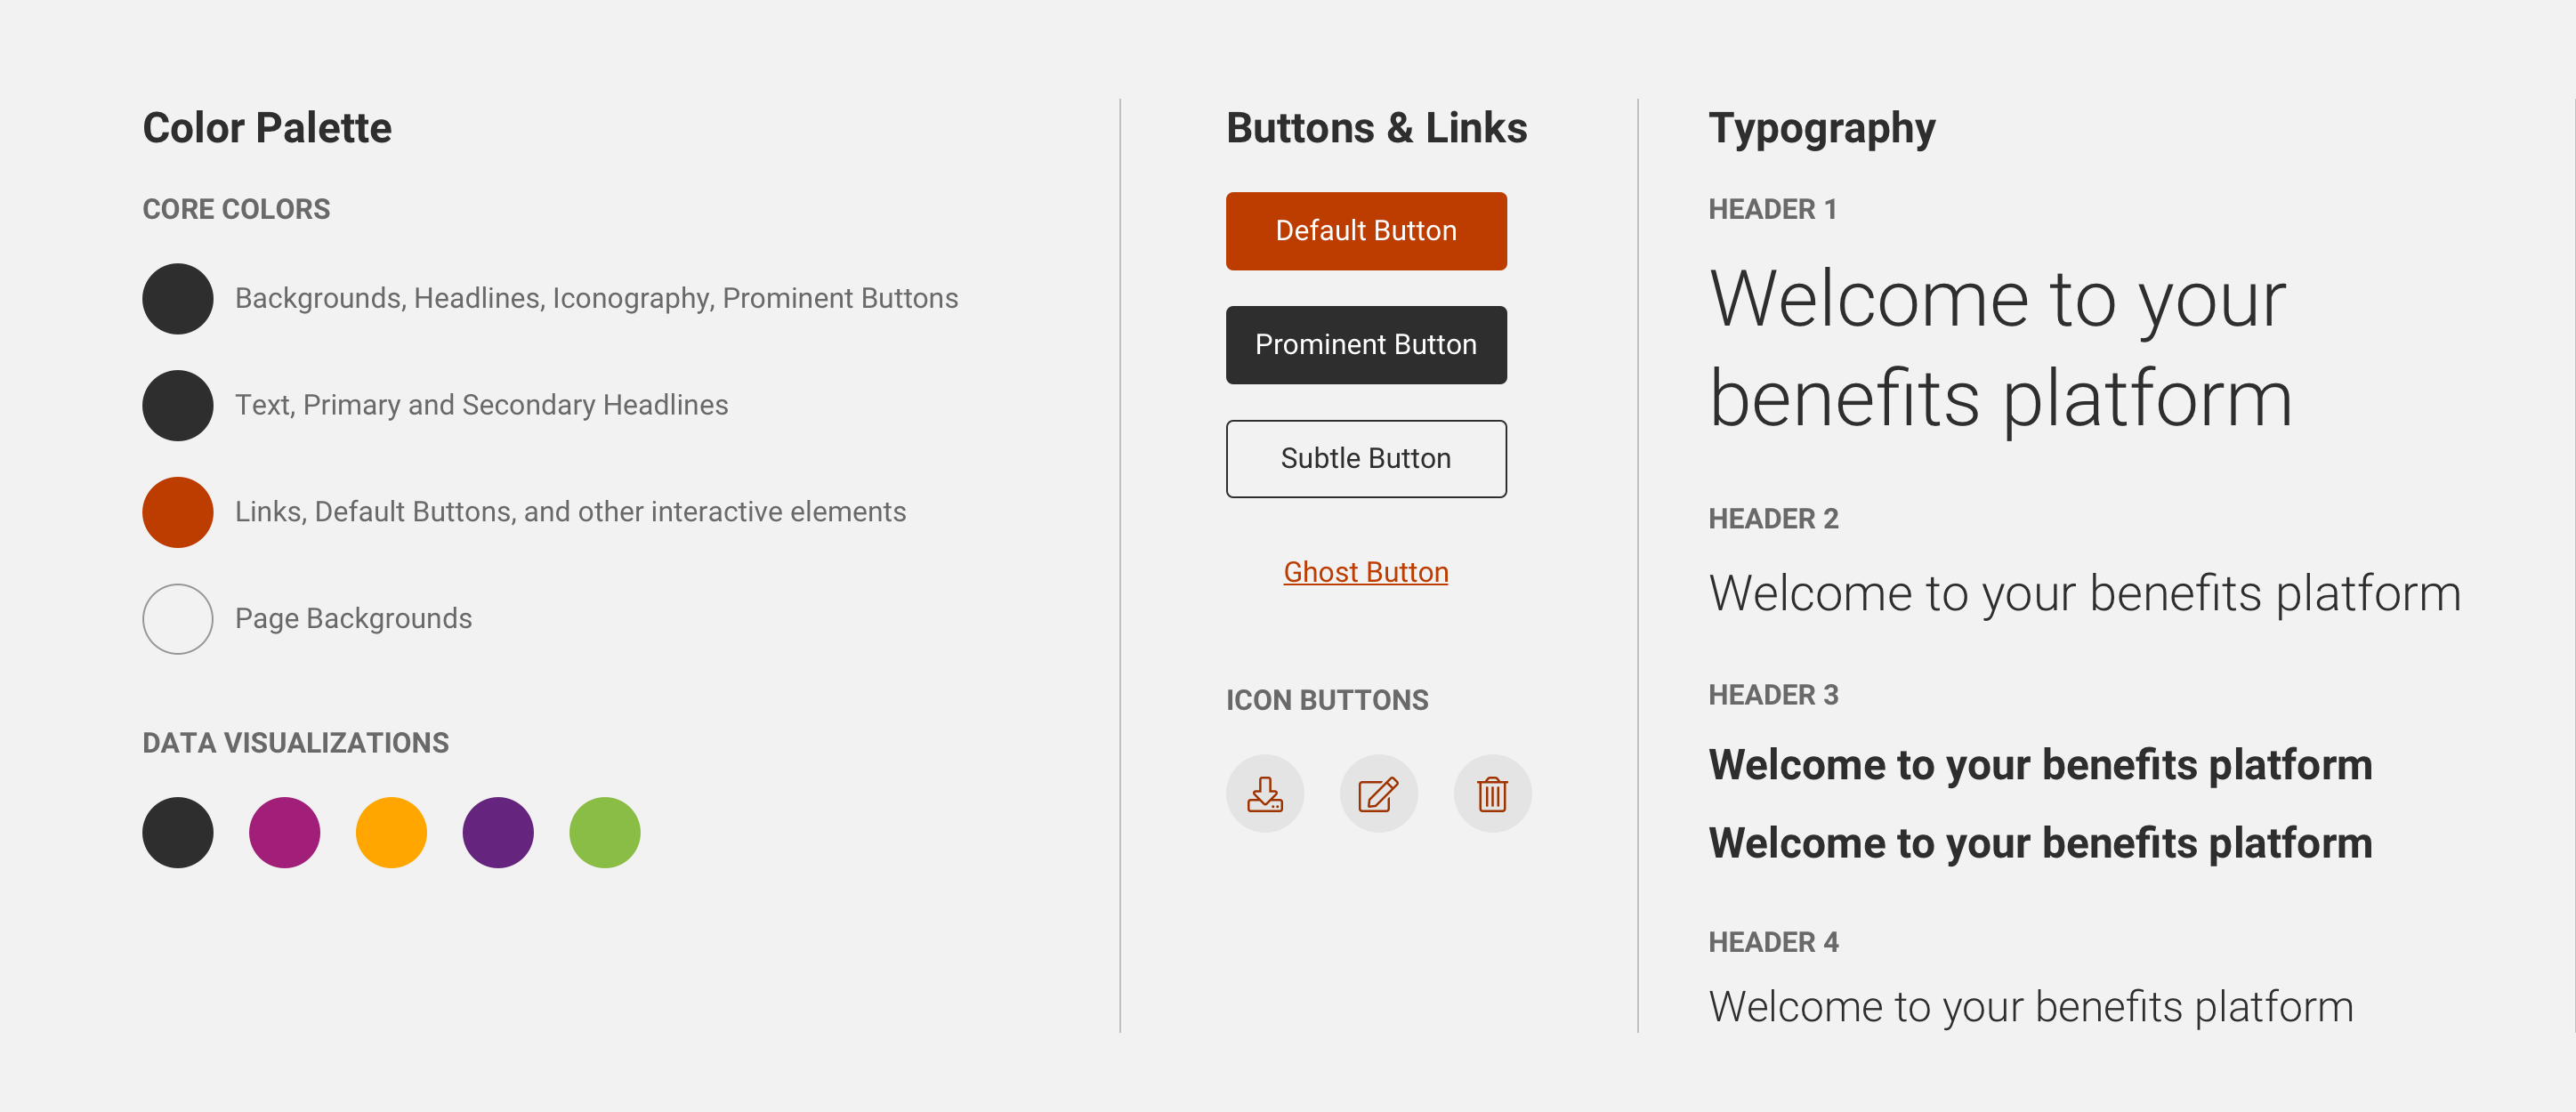 Color Palette
CORE COLORS
Backgrounds, Headlines, Iconography, Prominent Buttons
Text, Primary and Secondary Headlines
Links, Default Buttons, and other interactive elements
Page Backgrounds
DATA VISUALIZATIONS
Buttons & Links
Default Button
Prominent Button
Subtle Button
Ghost Button
ICON BUTTONS
Typography
HEADER 1
Welcome to your
benefits platform
HEADER 2
Welcome to your benefits platform
HEADER 3
Welcome to your benefits platform
Welcome to your benefits platform
HEADER 4
Welcome to your benefits platform